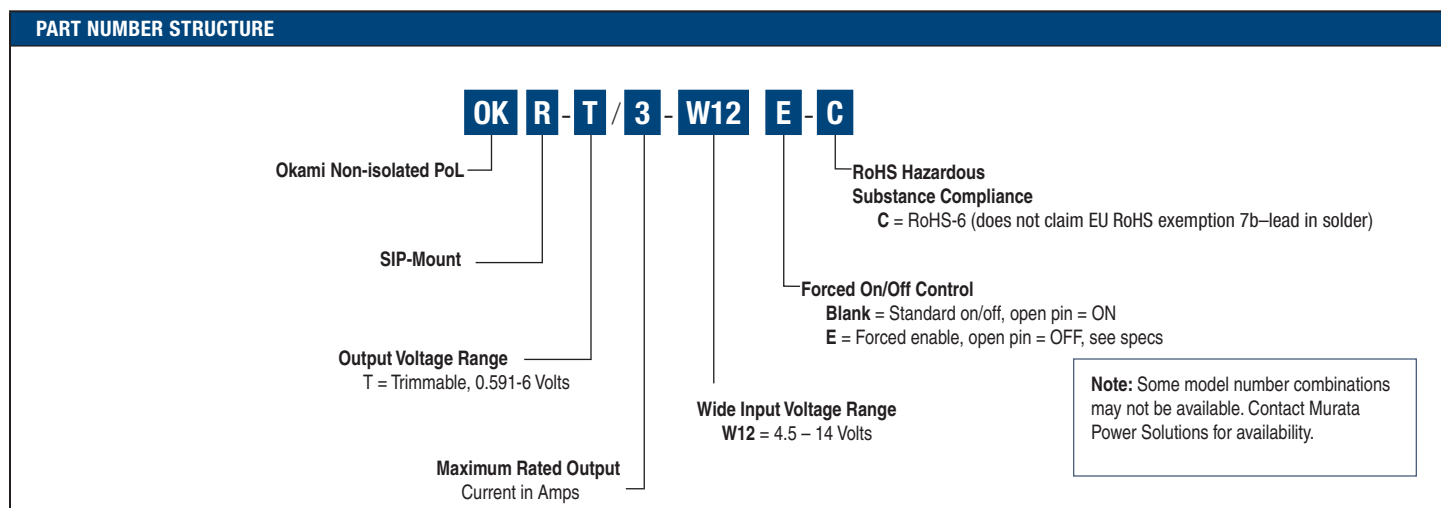 PART NUMBER STRUCTURE
OK R - T / 3 - W12 E - C
Okami Non-isolated PoL
RoHS Hazardous
Substance Compliance
C = RoHS-6 (does not claim EU RoHS exemption 7b–lead in solder)
SIP-Mount
Forced On/Off Control
Blank = Standard on/off, open pin = ON
E = Forced enable, open pin = OFF, see specs
Output Voltage Range
T = Trimmable, 0.591-6 Volts
Note: Some model number combinations
may not be available. Contact Murata
Power Solutions for availability.
Wide Input Voltage Range
W12 = 4.5 – 14 Volts
Maximum Rated Output
Current in Amps